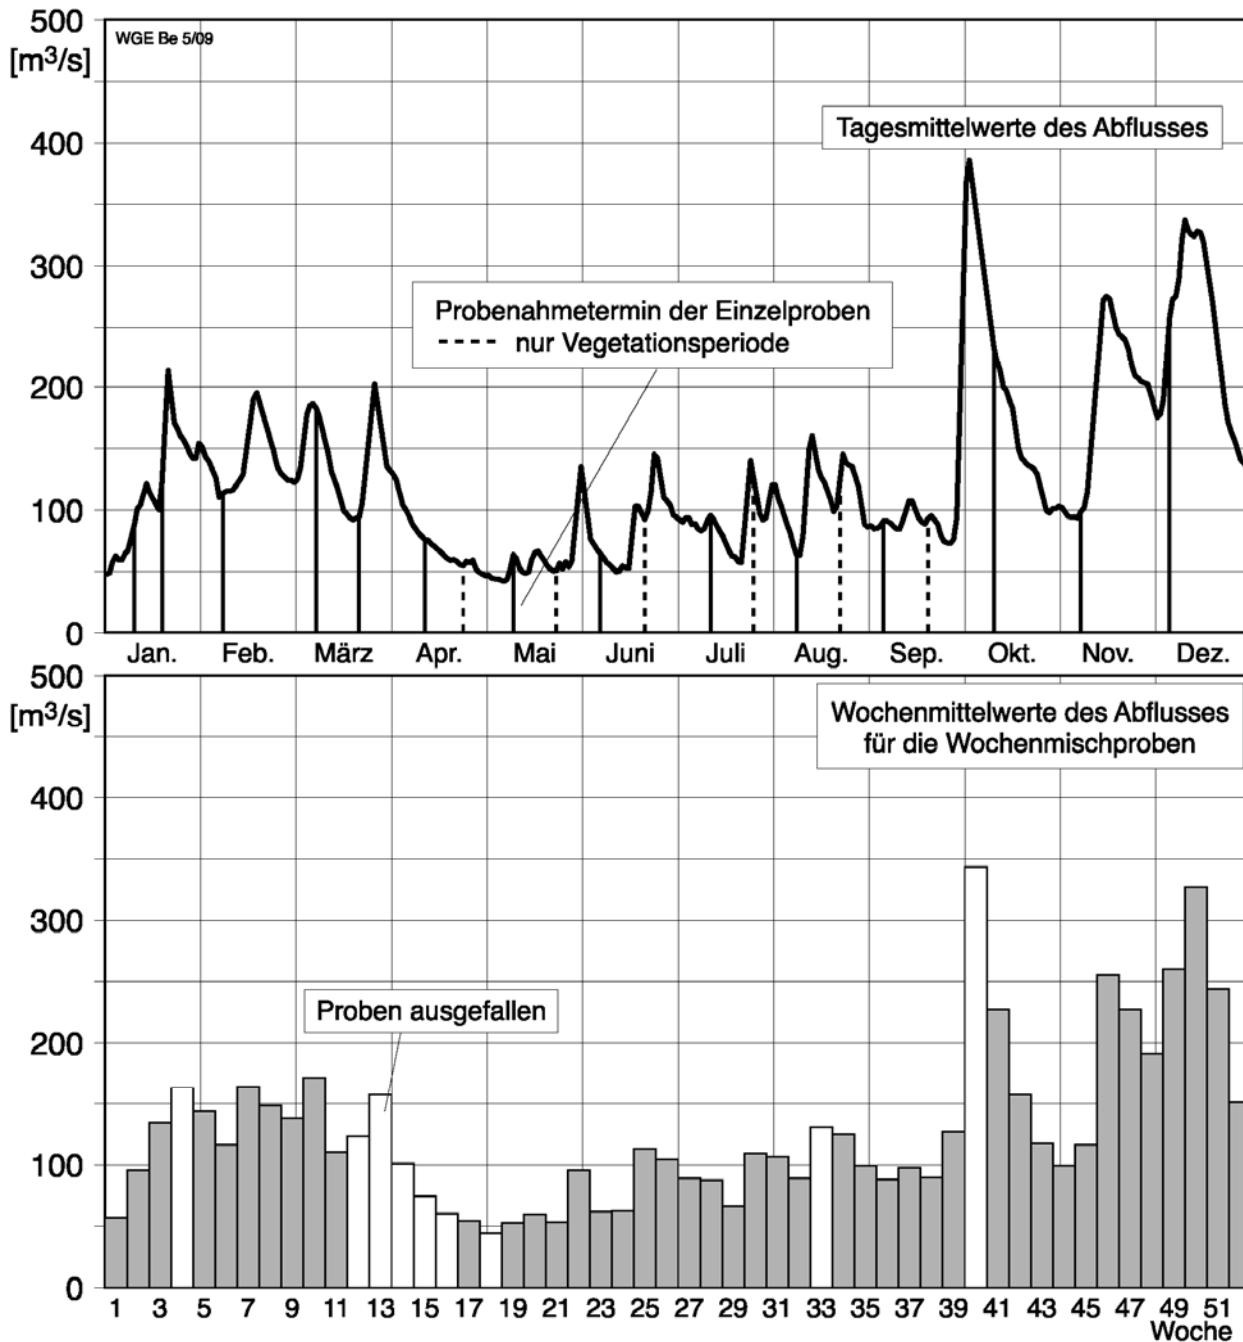 500
[m³/s]
WGE Be 5/09
400
Tagesmittelwerte des Abflusses
300
Probenahmetermin der Einzelproben
nur Vegetationsperiode
200
100
0
Jan. Feb. März Apr. Mai Juni Juli Aug. Sep. Okt. Nov. Dez.
500
[m³/s]
Wochenmittelwerte des Abflusses
für die Wochenmischproben
400
300
Proben ausgefallen
200
100
0
1 3 5 7 9 11 13 15 17 19 21 23 25 27 29 31 33 35 37 39 41 43 45 47 49 51
Woche